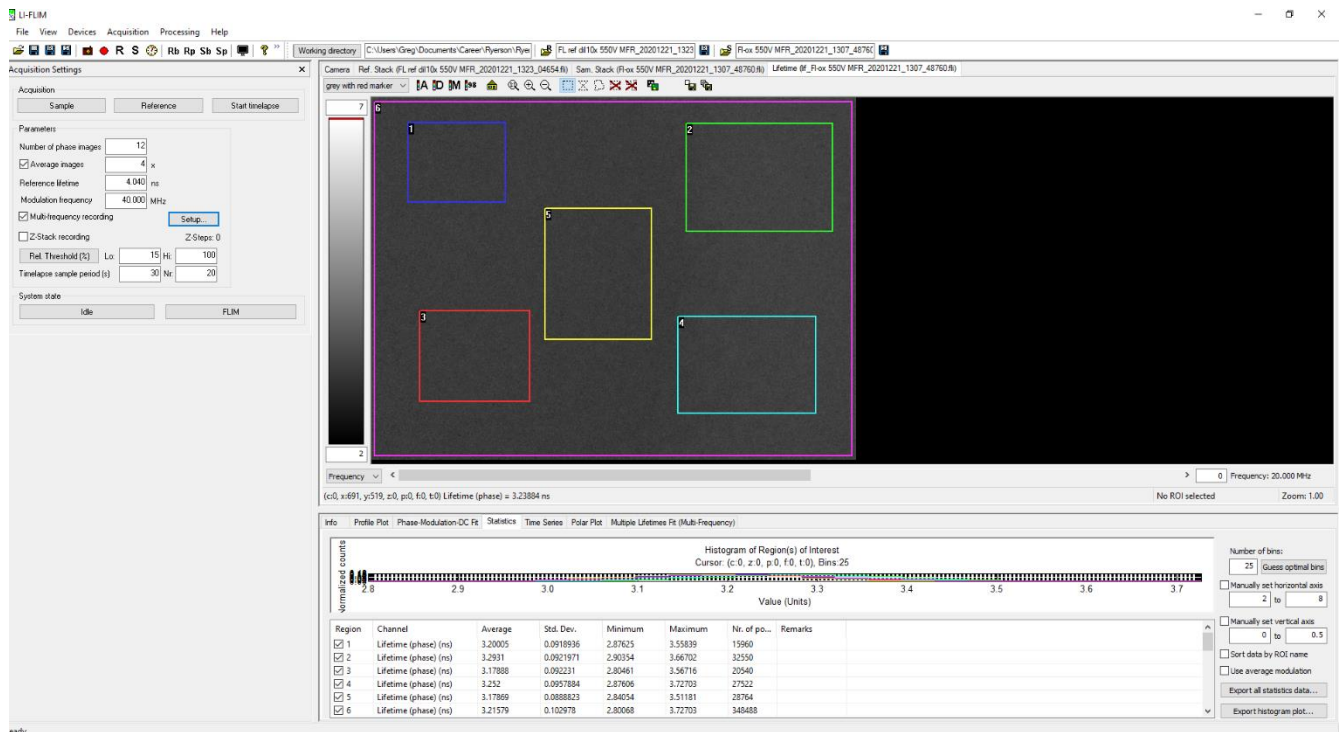 LI-FLIM
File View Devices Acquisition Processing Help
R S Rb Rp Sb Sp Working directory C:\Users\Greg\Documents\Career\Ryerson\Ryer FL ref dil10x 550V MFR_20201221_1323 Fl-ox 550V MFR_20201221_1307_4876(
Acquisition Settings
Camera Ref. Stack (FL ref dil10x 550V MFR_20201221_1323_04654.fli) Sam. Stack (Fl-ox 550V MFR_20201221_1307_48760.fli) Lifetime (lif_Fl-ox 550V MFR_20201221_1307_48760.fli)
grey with red marker A D M 98
Acquisition
Sample Reference Start timelapse
Parameters
Number of phase images 12
Average images 4 x
Reference lifetime 4.040 ns
Modulation frequency 40.000 MHz
Multi-frequency recording Setup...
Z-Stack recording Z-Steps: 0
Rel. Threshold (%) Lo: 15 Hi: 100
Timelapse sample period (s) 30 Nr: 20
System state
Idle FLIM
7 6
1 2
5
3 4
2
Frequency 0 Frequency: 20.000 MHz
(c:0, x:691, y:519, z:0, p:0, f:0, t:0) Lifetime (phase) = 3.23884 ns No ROI selected Zoom: 1.00
Info Profile Plot Phase-Modulation-DC Fit Statistics Time Series Polar Plot Multiple Lifetimes Fit (Multi-Frequency)
Histogram of Region(s) of Interest
Cursor: (c:0, z:0, p:0, f:0, t:0), Bins:25
Normalized counts
2.8 2.9 3.0 3.1 3.2 3.3 3.4 3.5 3.6 3.7
Value (Units)
Number of bins:
25 Guess optimal bins
Manually set horizontal axis
2 to 8
Manually set vertical axis
0 to 0.5
Sort data by ROI name
Use average modulation
Export all statistics data...
Export histogram plot...
Region Channel Average Std. Dev. Minimum Maximum Nr. of po... Remarks
1 Lifetime (phase) (ns) 3.20005 0.0918936 2.87625 3.55839 15960
2 Lifetime (phase) (ns) 3.2931 0.0921971 2.90354 3.66702 32550
3 Lifetime (phase) (ns) 3.17888 0.092231 2.80461 3.56716 20540
4 Lifetime (phase) (ns) 3.252 0.0957884 2.87606 3.72703 27522
5 Lifetime (phase) (ns) 3.17869 0.0888823 2.84054 3.51181 28764
6 Lifetime (phase) (ns) 3.21579 0.102978 2.80068 3.72703 348488